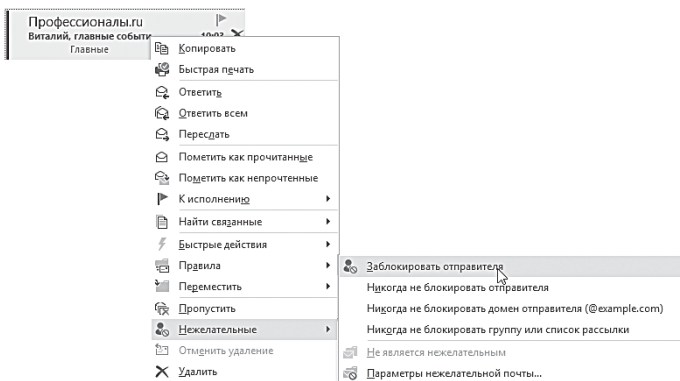 Профессионалы.ru
Виталий, главные событи 10:03
Главные
Копировать
Быстрая печать
Ответить
Ответить всем
Переслать
Пометить как прочитанные
Пометить как непрочтенные
К исполнению
Найти связанные
Быстрые действия
Правила
Переместить
Пропустить
Нежелательные
Отменить удаление
Удалить
Заблокировать отправителя
Никогда не блокировать отправителя
Никогда не блокировать домен отправителя (@example.com)
Никогда не блокировать группу или список рассылки
Не является нежелательным
Параметры нежелательной почты...